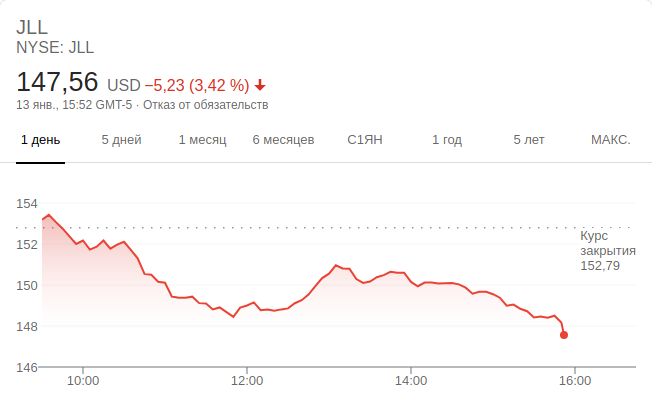 JLL
NYSE: JLL
147,56 USD −5,23 (3,42 %)
13 янв., 15:52 GMT-5 · Отказ от обязательств
1 день 5 дней 1 месяц 6 месяцев С1ЯН 1 год 5 лет МАКС.
154
152
150
148
146
Курс
закрытия
152,79
10:00 12:00 14:00 16:00